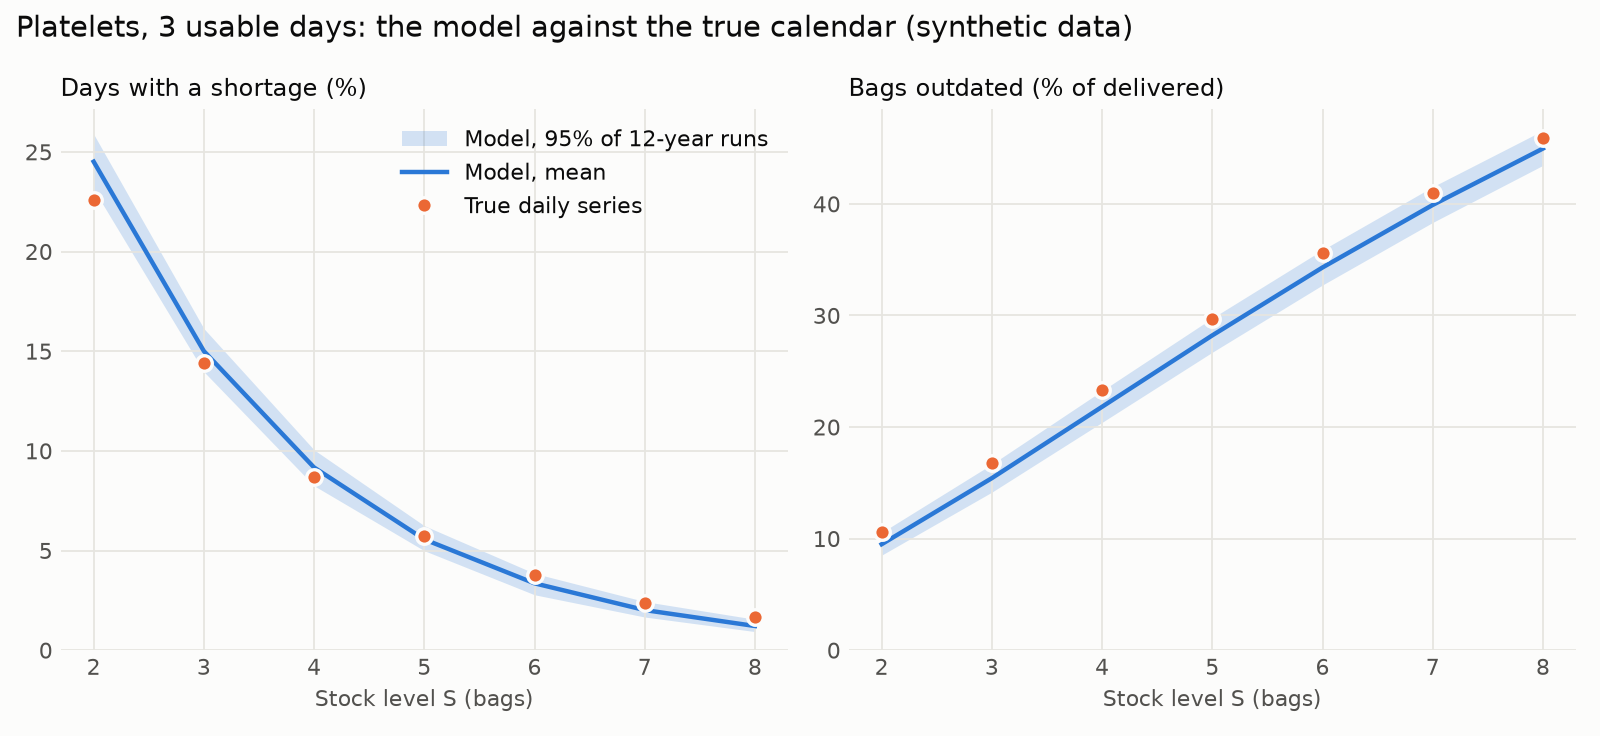 Platelets, 3 usable days: the model against the true calendar (synthetic data)
Days with a shortage (%)
Model, 95% of 12-year runs
Model, mean
True daily series
25
20
15
10
5
0
2 3 4 5 6 7 8
Stock level S (bags)
Bags outdated (% of delivered)
40
30
20
10
0
2 3 4 5 6 7 8
Stock level S (bags)